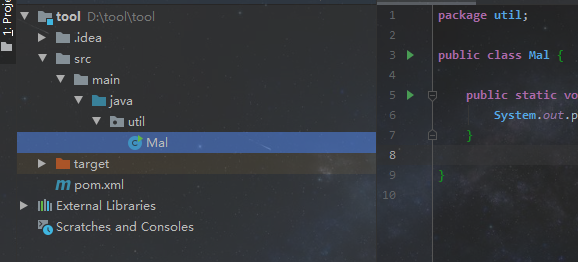 1: Project
tool D:\tool\tool
.idea
src
main
java
util
Mal
target
pom.xml
External Libraries
Scratches and Consoles
1 package util;
2
3 public class Mal {
4
5 public static vo
6 System.out.p
7 }
8
9 }
10